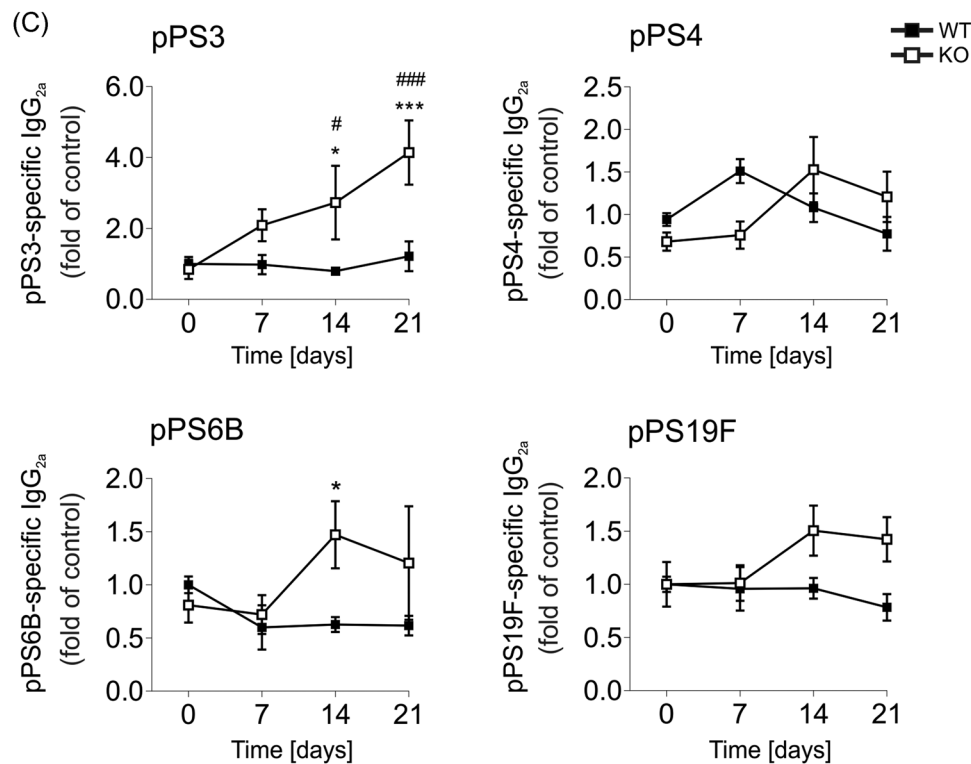 (C)
pPS3
pPS3-specific IgG2a
(fold of control)
6.0
4.0
2.0
0.0
#
*
###
***
0 7 14 21
Time [days]
pPS4
WT
KO
pPS4-specific IgG2a
(fold of control)
2.5
2.0
1.5
1.0
0.5
0.0
0 7 14 21
Time [days]
pPS6B
pPS6B-specific IgG2a
(fold of control)
2.0
1.5
1.0
0.5
0.0
*
0 7 14 21
Time [days]
pPS19F
pPS19F-specific IgG2a
(fold of control)
2.0
1.5
1.0
0.5
0.0
0 7 14 21
Time [days]